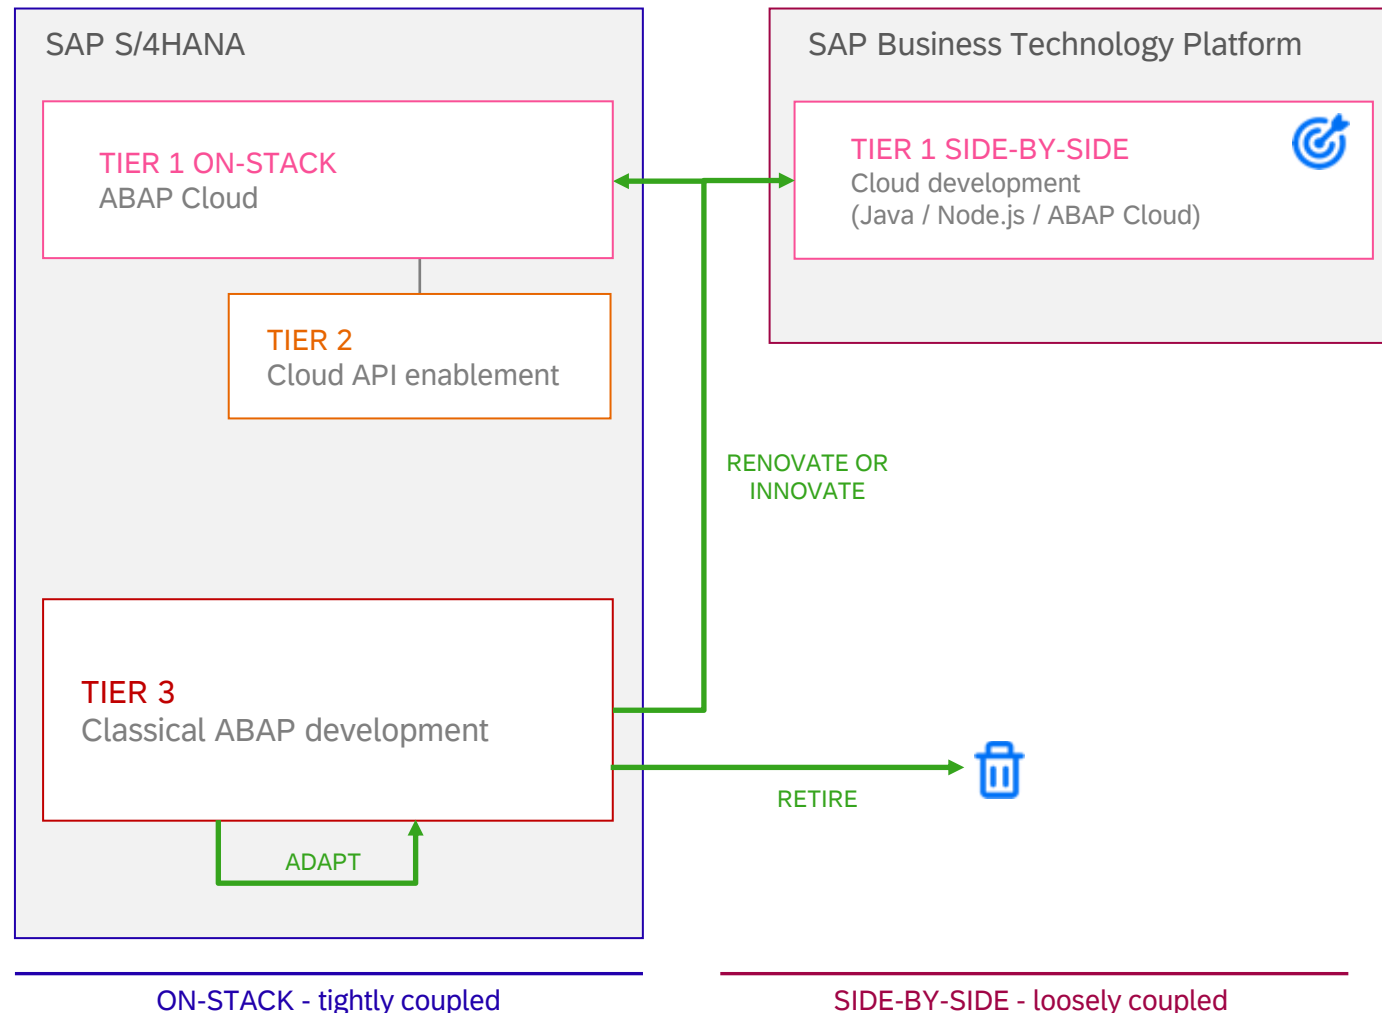 SAP S/4HANA
TIER 1 ON-STACK
ABAP Cloud
TIER 2
Cloud API enablement
TIER 3
Classical ABAP development
ADAPT
SAP Business Technology Platform
TIER 1 SIDE-BY-SIDE
Cloud development
(Java / Node.js / ABAP Cloud)
RENOVATE OR
INNOVATE
RETIRE
ON-STACK - tightly coupled
SIDE-BY-SIDE - loosely coupled